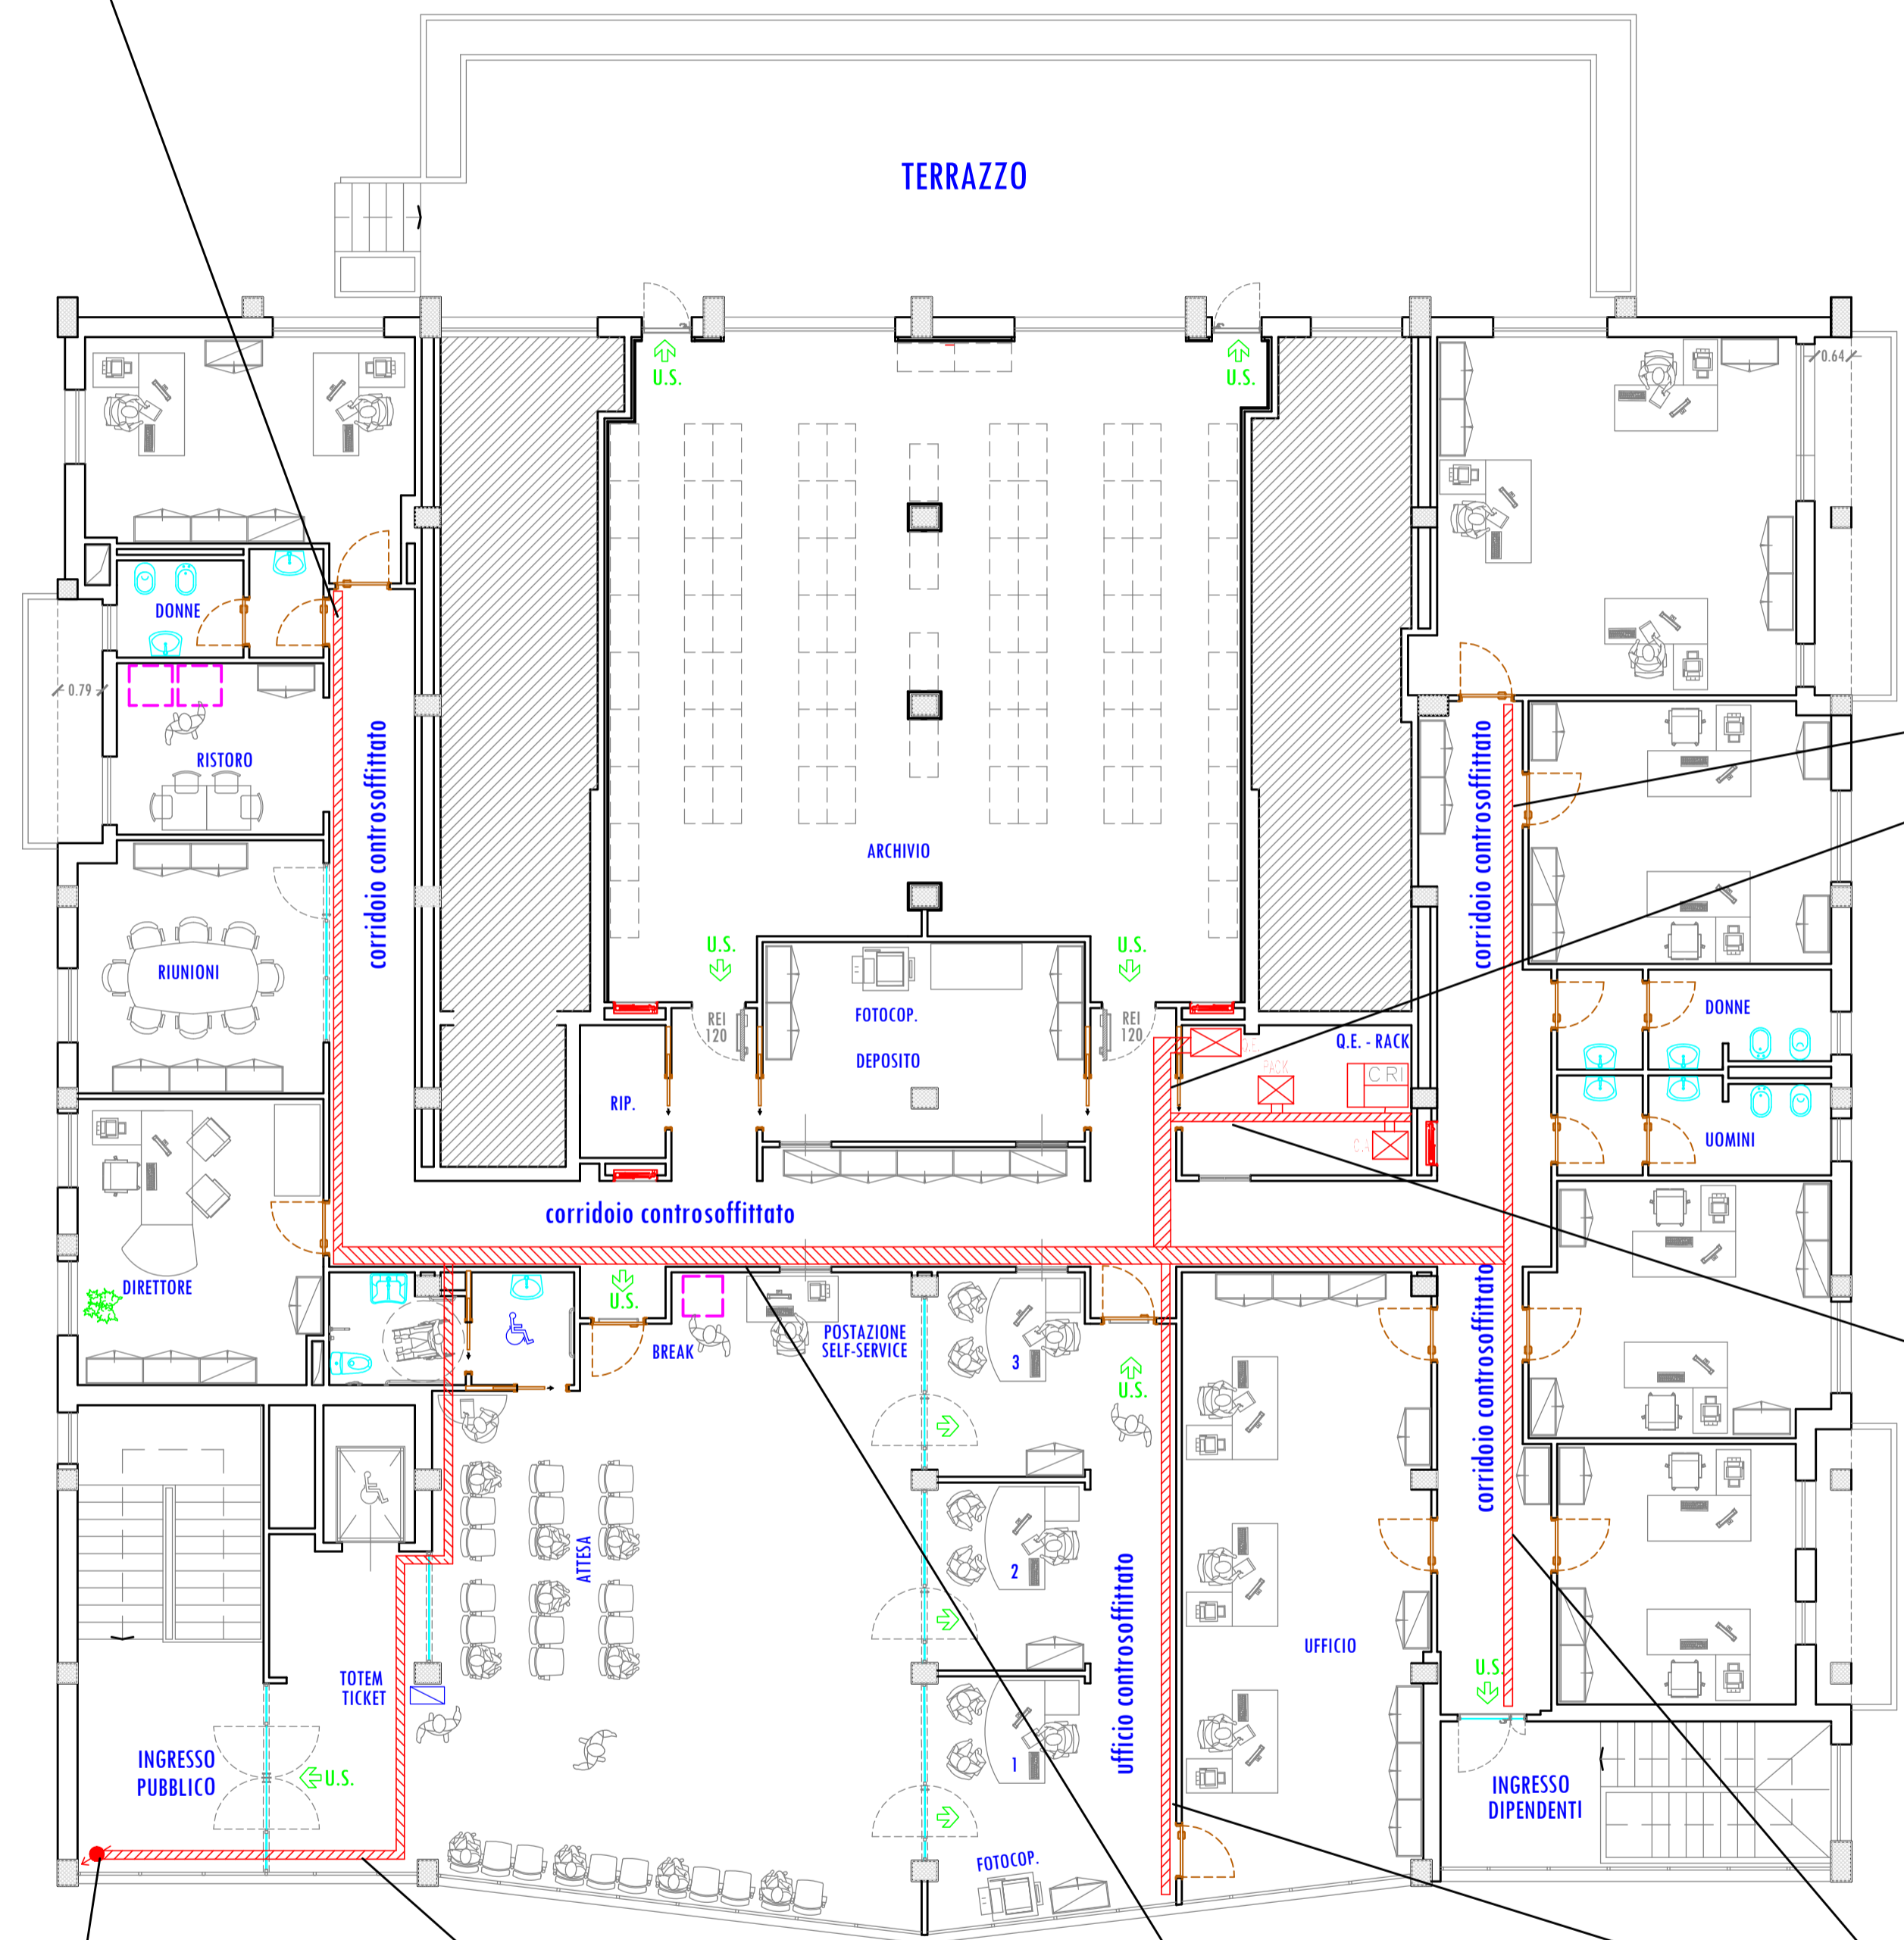 TERRAZZO
U.S.
U.S.
0.64
DONNE
0.79
RISTORO
corridoio controsoffittato
corridoio controsoffittato
ARCHIVIO
RIUNIONI
U.S.
U.S.
REI
120
FOTOCOP.
DEPOSITO
REI
120
Q.E. - RACK
DONNE
Q.E.
RACK
CRI
RIP.
UOMINI
corridoio controsoffittato
DIRETTORE
U.S.
BREAK
POSTAZIONE
SELF-SERVICE
3
U.S.
corridoio controsoffittato
ATTESA
2
ufficio controsoffittato
UFFICIO
TOTEM
TICKET
U.S.
INGRESSO
PUBBLICO
U.S.
1
INGRESSO
DIPENDENTI
FOTOCOP.